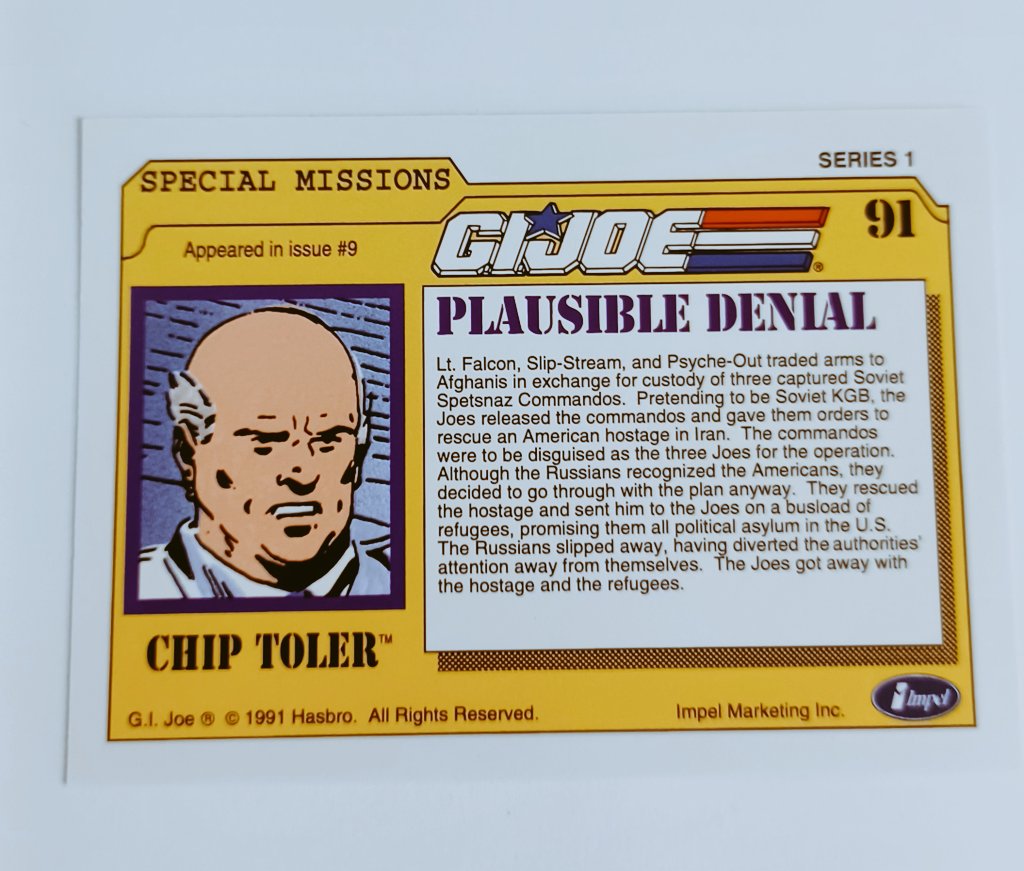 SERIES 1
SPECIAL MISSIONS
Appeared in issue #9
G.I. JOE ®
91
PLAUSIBLE DENIAL
Lt. Falcon, Slip-Stream, and Psyche-Out traded arms to
Afghanis in exchange for custody of three captured Soviet
Spetsnaz Commandos. Pretending to be Soviet KGB, the
Joes released the commandos and gave them orders to
rescue an American hostage in Iran. The commandos
were to be disguised as the three Joes for the operation.
Although the Russians recognized the Americans, they
decided to go through with the plan anyway. They rescued
the hostage and sent him to the Joes on a busload of
refugees, promising them all political asylum in the U.S.
The Russians slipped away, having diverted the authorities'
attention away from themselves. The Joes got away with
the hostage and the refugees.
CHIP TOLER™
G.I. Joe ® © 1991 Hasbro. All Rights Reserved.
Impel Marketing Inc.
i Impel